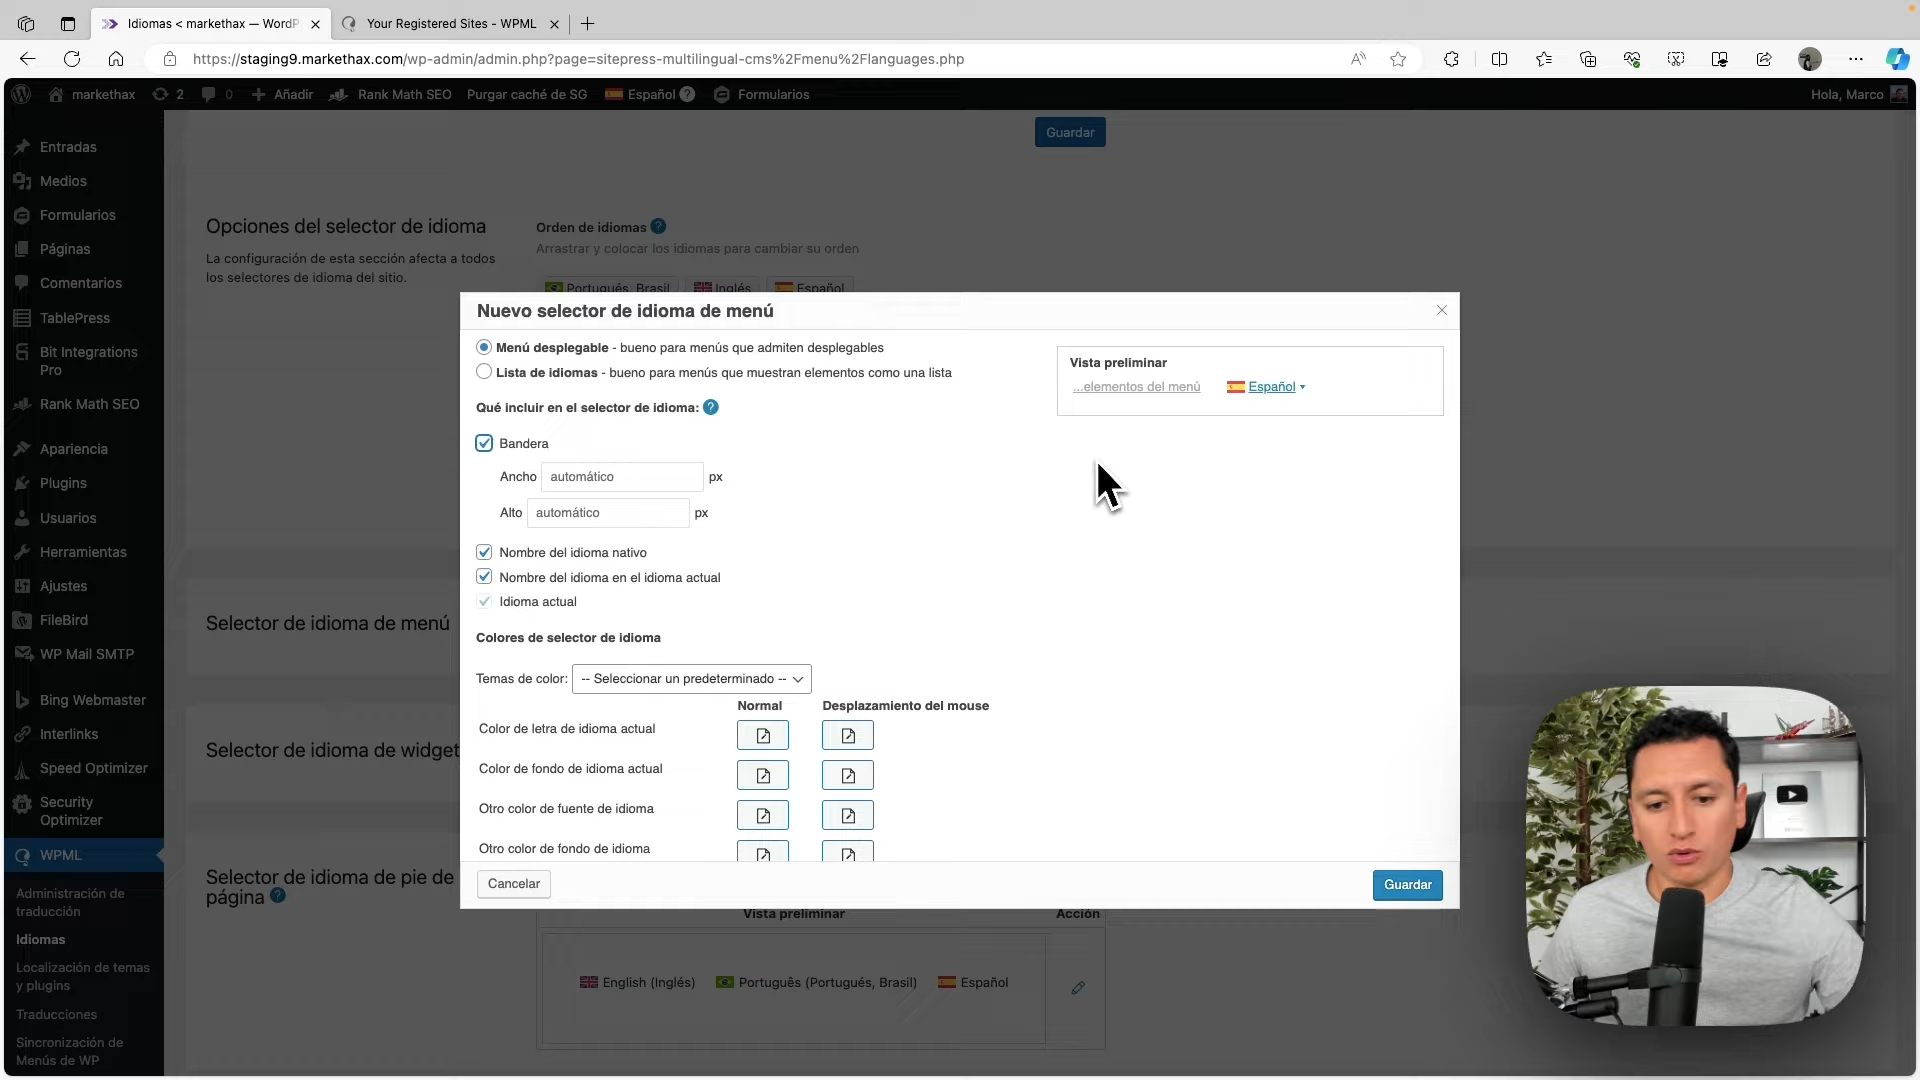 Idiomas < markethax — WordP
Your Registered Sites - WPML
https://staging9.markethax.com/wp-admin/admin.php?page=sitepress-multilingual-cms%2Fmenu%2Flanguages.php
markethax
2
0
Añadir
Rank Math SEO
Purgar caché de SG
Español
Formularios
Hola, Marco
Entradas
Medios
Formularios
Páginas
Comentarios
TablePress
Bit Integrations
Pro
Rank Math SEO
Apariencia
Plugins
Usuarios
Herramientas
Ajustes
FileBird
WP Mail SMTP
Bing Webmaster
Interlinks
Speed Optimizer
Security
Optimizer
WPML
Administración de
traducción
Idiomas
Localización de temas
y plugins
Traducciones
Sincronización de
Menús de WP
Guardar
Opciones del selector de idioma
La configuración de esta sección afecta a todos
los selectores de idioma del sitio.
Orden de idiomas
Arrastrar y colocar los idiomas para cambiar su orden
Portugués, Brasil
Inglés
Español
Selector de idioma de menú
Selector de idioma de widget
Selector de idioma de pie de
página
Nuevo selector de idioma de menú
Menú desplegable - bueno para menús que admiten desplegables
Lista de idiomas - bueno para menús que muestran elementos como una lista
Qué incluir en el selector de idioma:
Bandera
Ancho automático px
Alto automático px
Nombre del idioma nativo
Nombre del idioma en el idioma actual
Idioma actual
Colores de selector de idioma
Temas de color: -- Seleccionar un predeterminado --
Normal
Desplazamiento del mouse
Color de letra de idioma actual
Color de fondo de idioma actual
Otro color de fuente de idioma
Otro color de fondo de idioma
Vista preliminar
...elementos del menú
Español
Cancelar
Guardar
Vista preliminar
Acción
English (Inglés)
Português (Portugués, Brasil)
Español